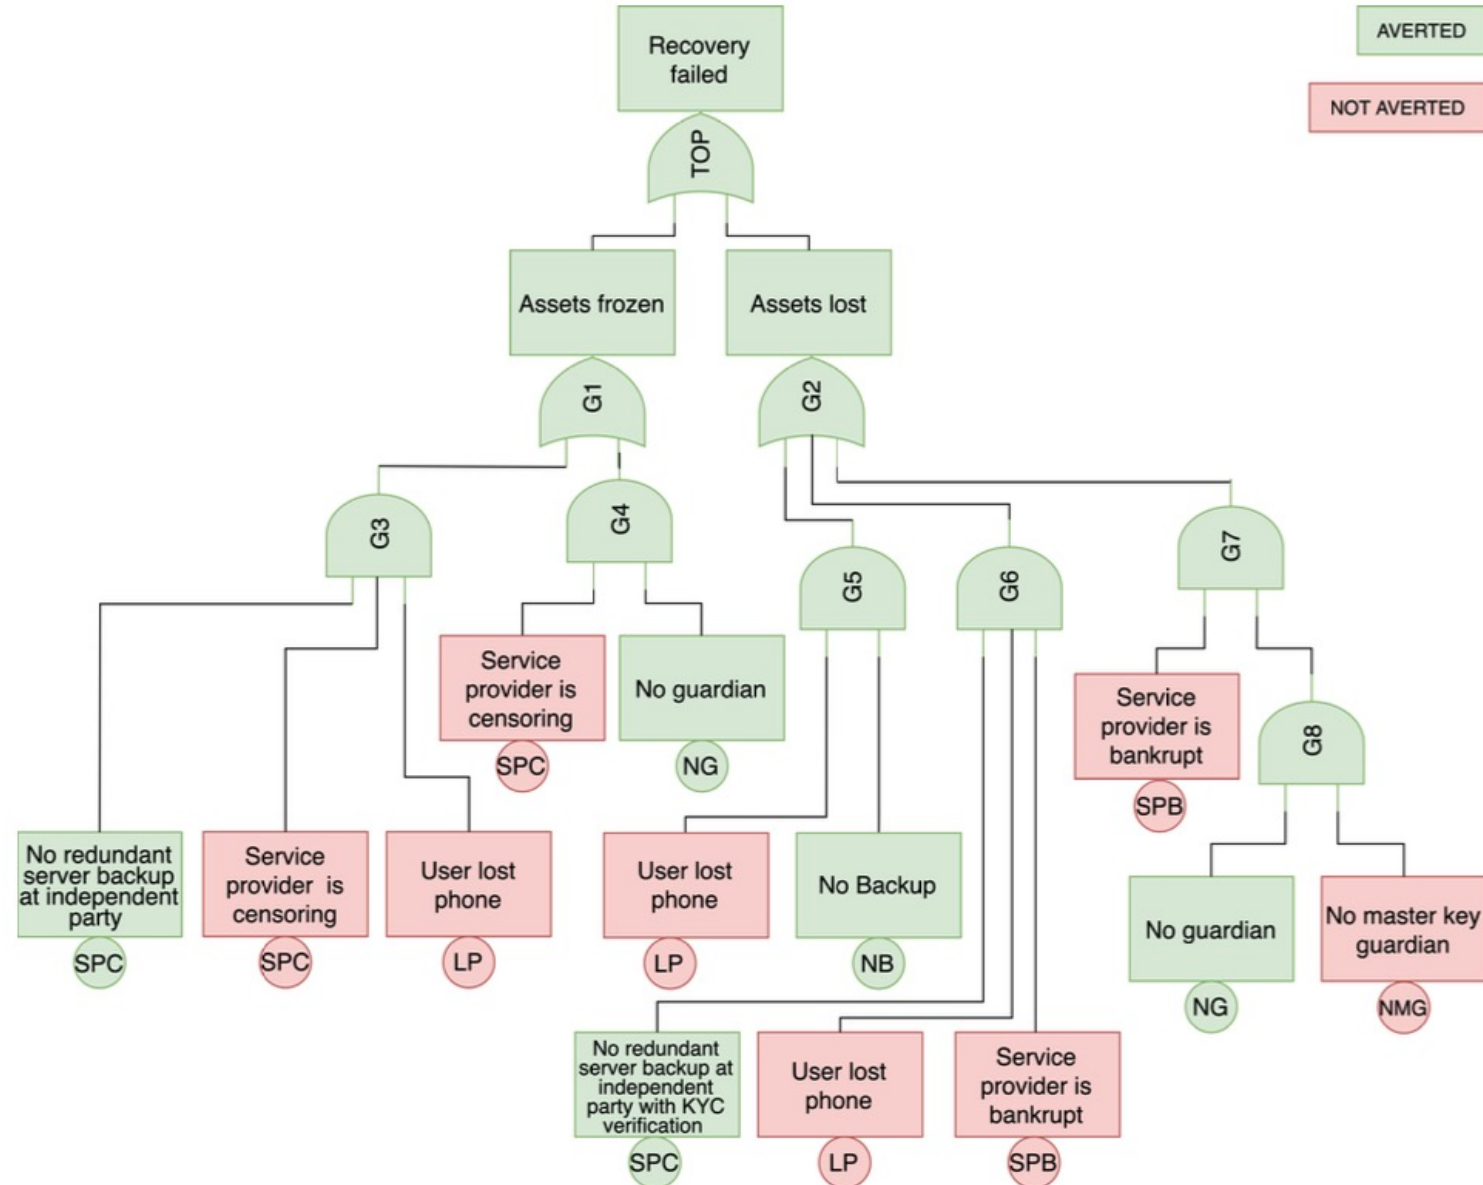 Recovery
failed
AVERTED
NOT AVERTED
TOP
Assets frozen
Assets lost
G1
G2
G3
G4
G5
G6
G7
Service
provider is
censoring
SPC
No guardian
NG
Service
provider is
bankrupt
SPB
G8
No redundant
server backup
at independent
party
SPC
Service
provider is
censoring
SPC
User lost
phone
LP
User lost
phone
LP
No Backup
NB
No guardian
NG
No master key
guardian
NMG
No redundant
server backup at
independent
party with KYC
verification
SPC
User lost
phone
LP
Service
provider is
bankrupt
SPB